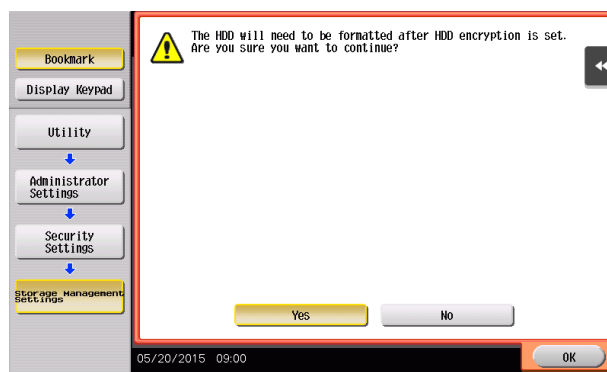 The HDD will need to be formatted after HDD encryption is set.
Are you sure you want to continue?
Bookmark
Display Keypad
Utility
Administrator
Settings
Security
Settings
Storage Management
Settings
Yes
No
05/20/2015 09:00
OK